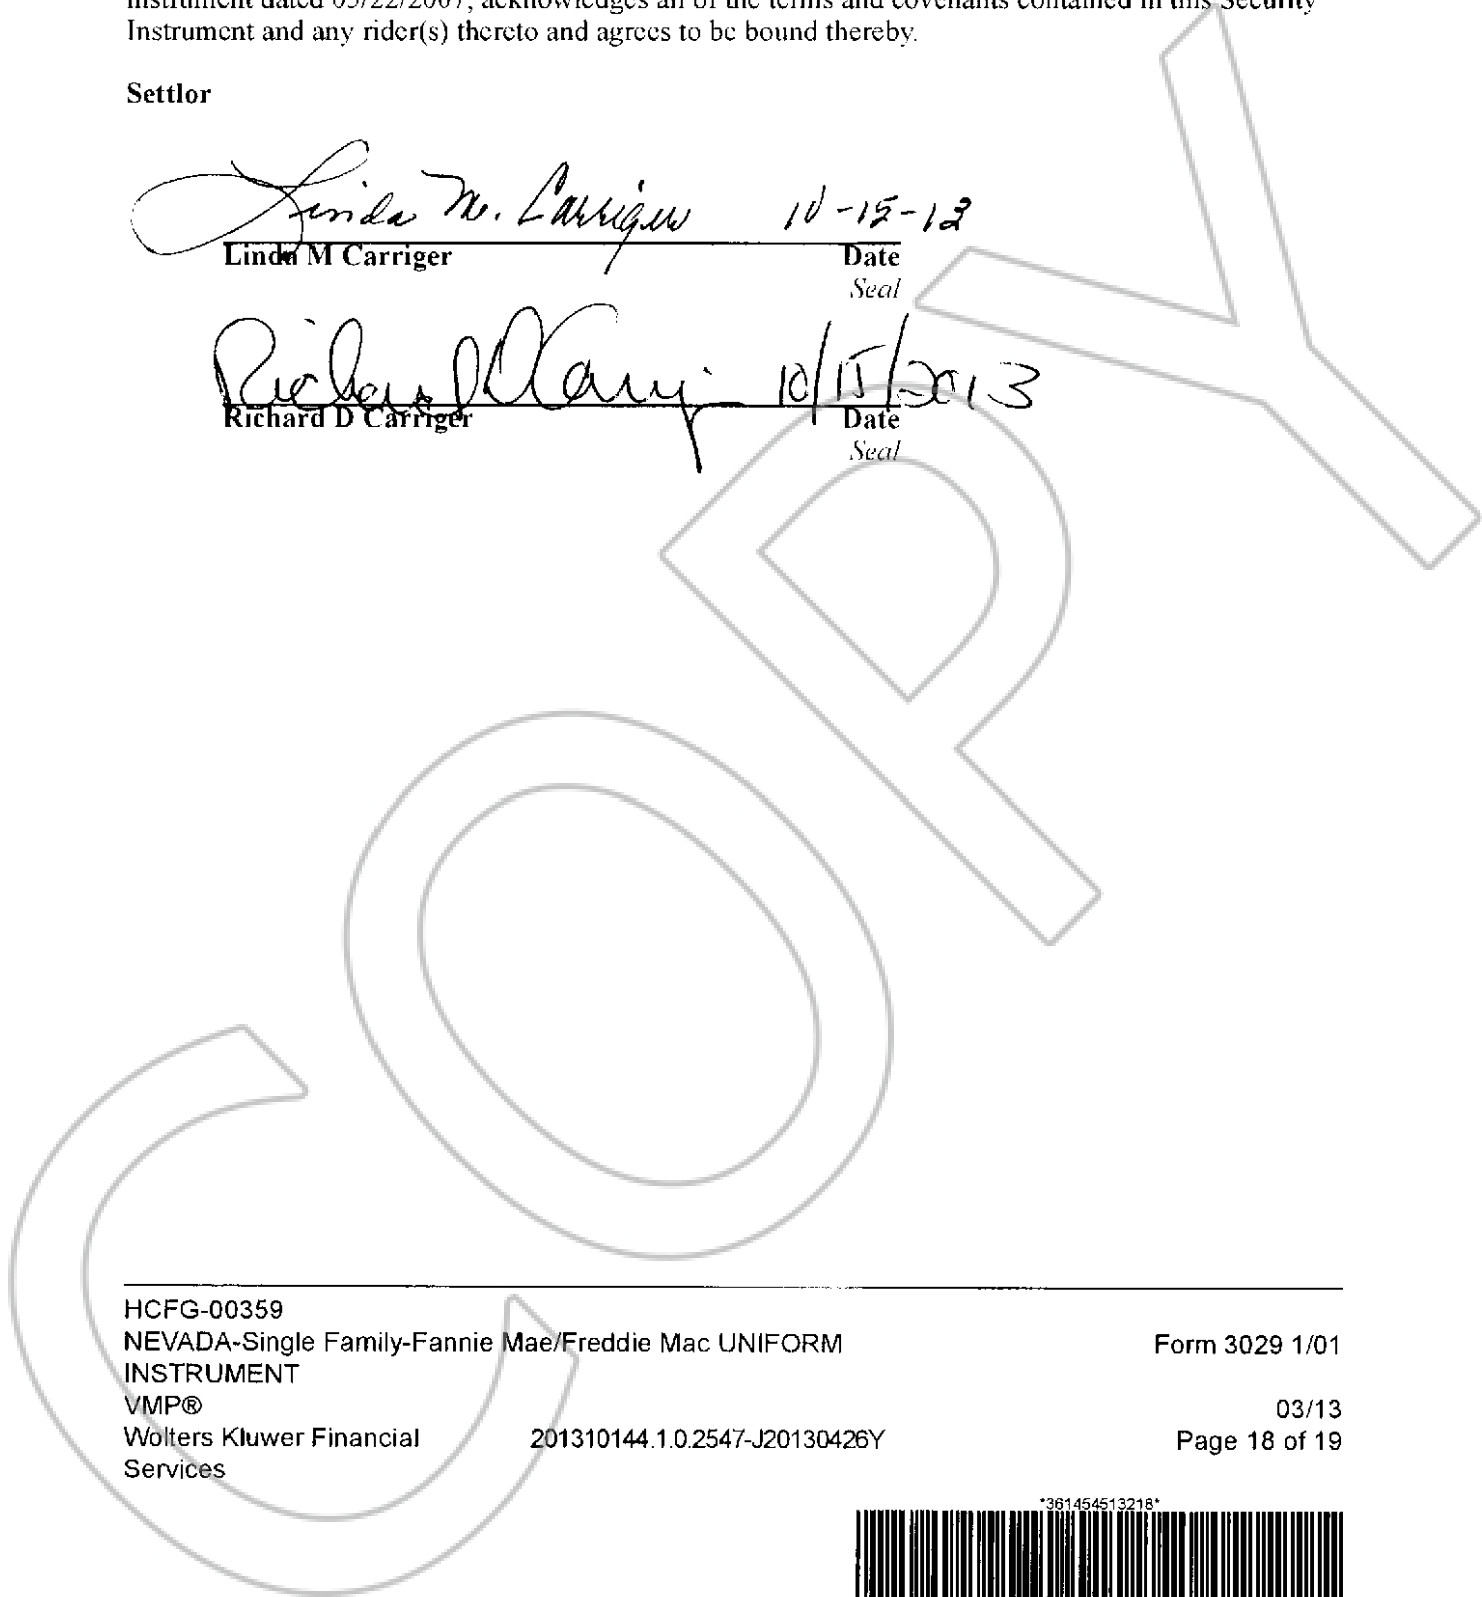 Instrument dated 05/22/2007, acknowledges all of the terms and covenants contained in this Security
Instrument and any rider(s) thereto and agrees to be bound thereby.
Settlor
Linda M. Carriger 10-15-13
Linda M Carriger Date
Seal
Richard D Carrig 10/15/2013
Richard D Carriger Date
Seal
COPY
HCFG-00359
NEVADA-Single Family-Fannie Mae/Freddie Mac UNIFORM Form 3029 1/01
INSTRUMENT
VMP® 03/13
Wolters Kluwer Financial 201310144.1.0.2547-J20130426Y Page 18 of 19
Services
*361454513218*